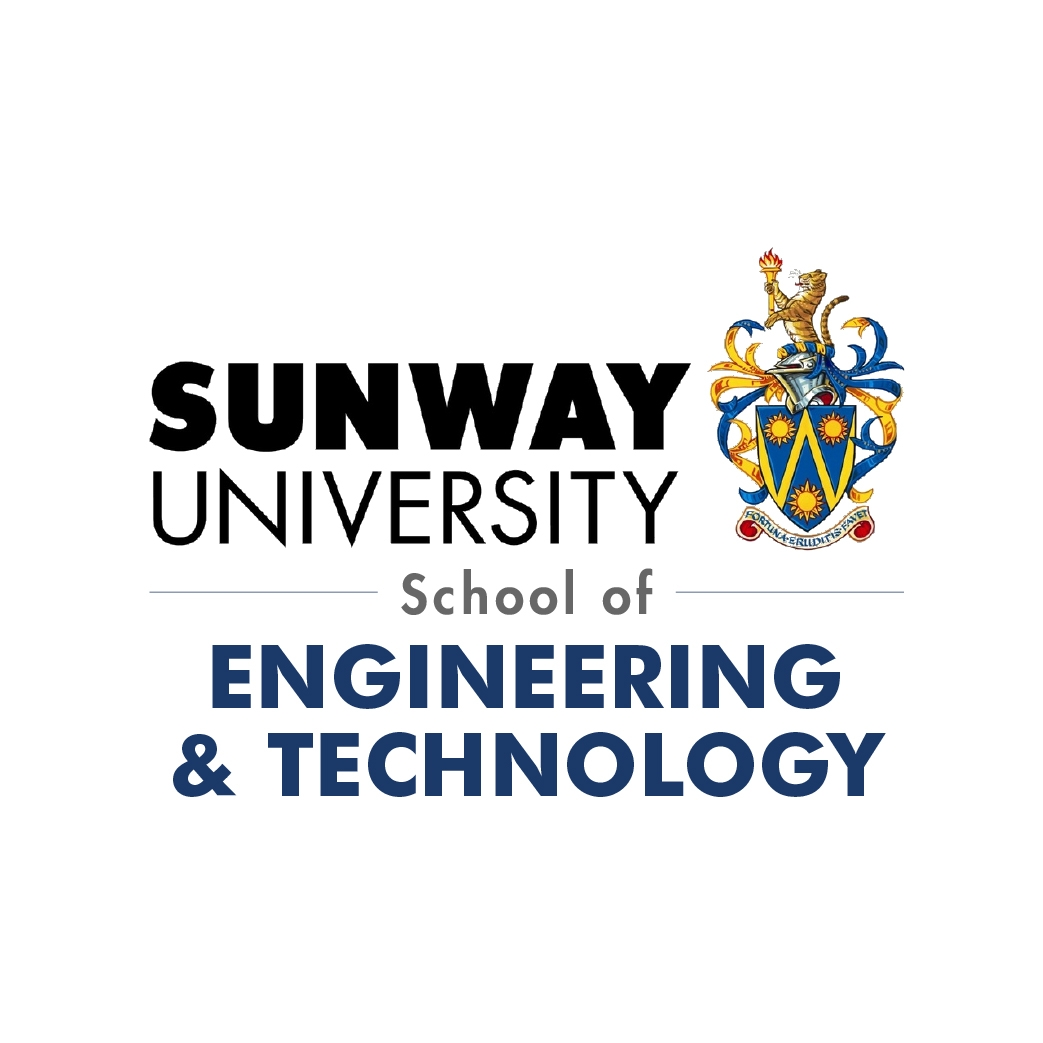 SUNWAY
UNIVERSITY
FORTUNA·ERUDITIS·FAVET
School of
ENGINEERING
& TECHNOLOGY